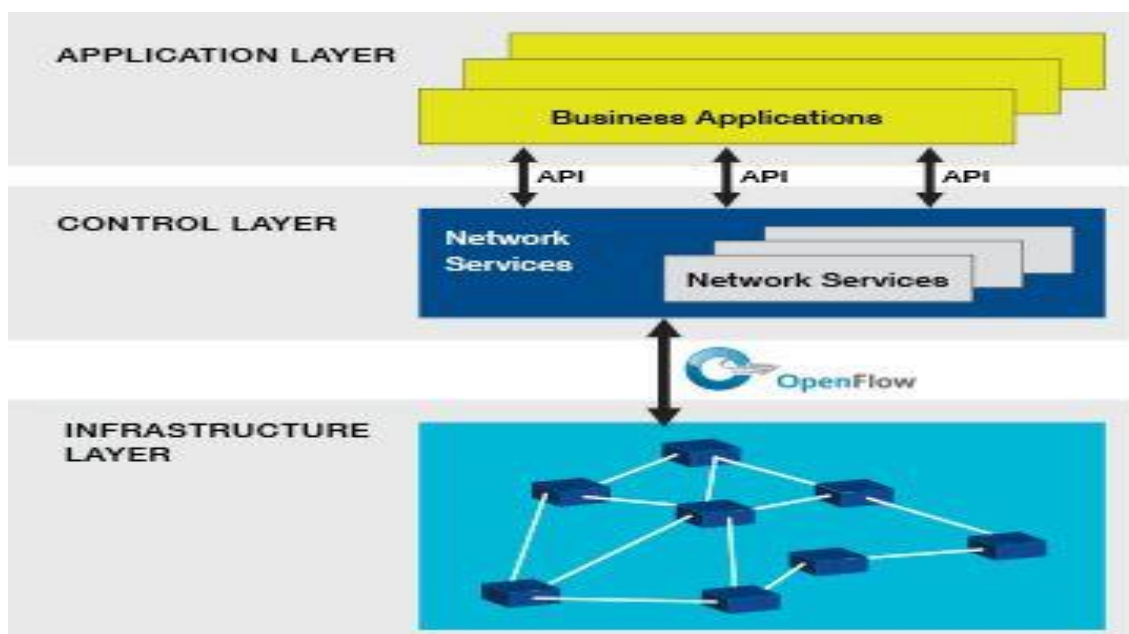 APPLICATION LAYER
Business Applications
API
API
API
CONTROL LAYER
Network
Services
Network Services
OpenFlow
INFRASTRUCTURE
LAYER